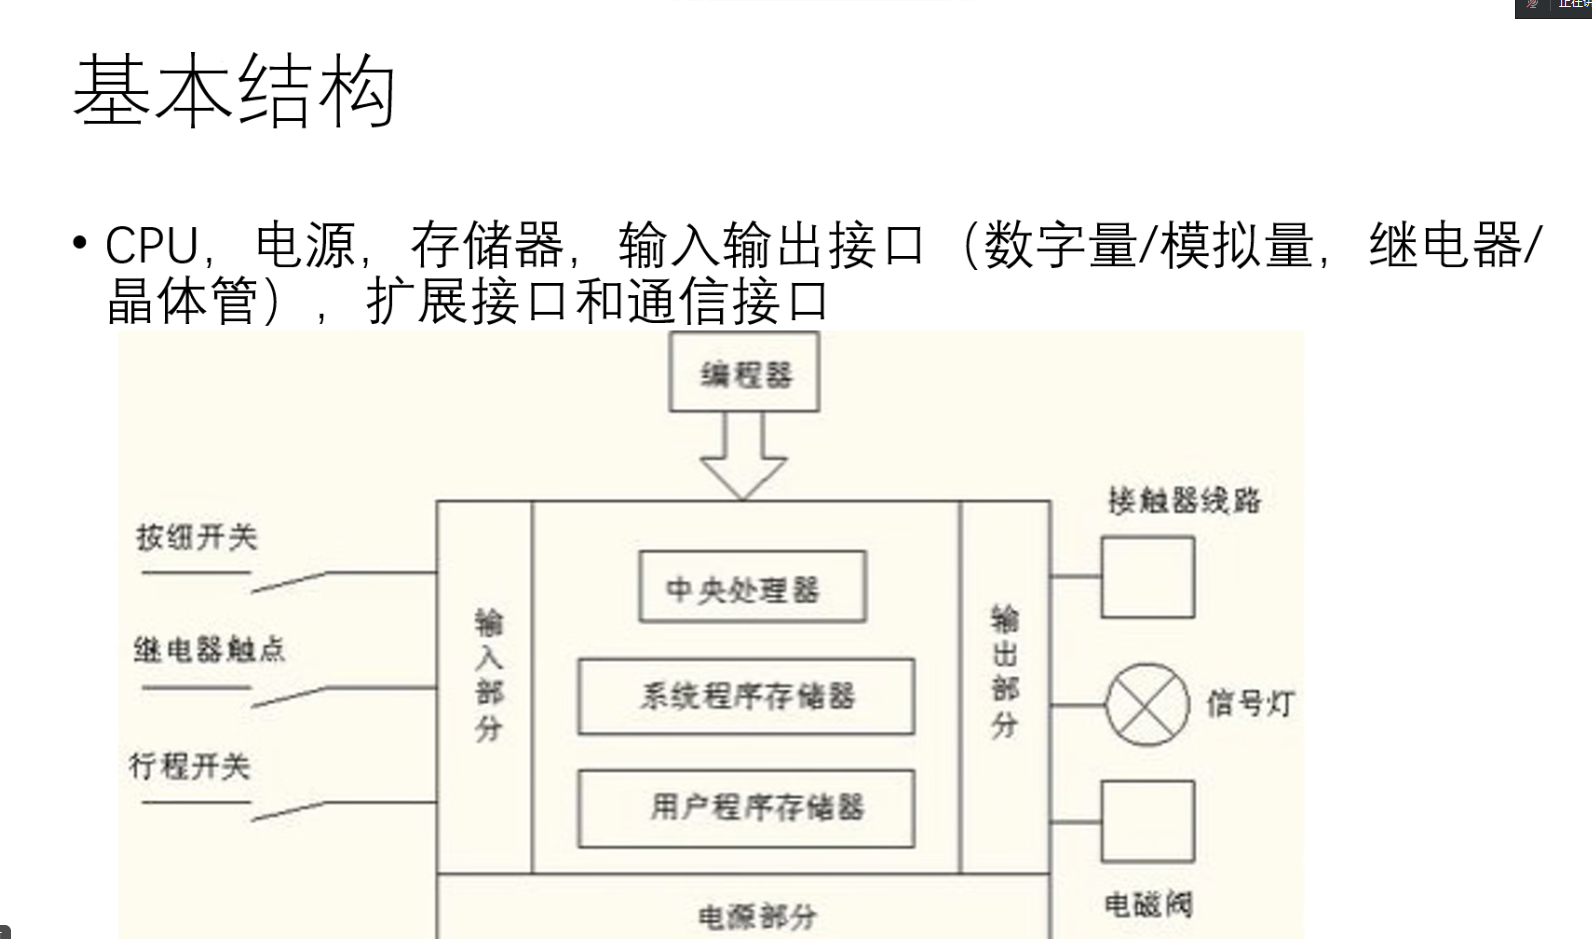 正在讲
基本结构
• CPU，电源，存储器，输入输出接口（数字量/模拟量，继电器/
晶体管），扩展接口和通信接口
编程器
接触器线路
按纽开关
中央处理器
继电器触点
输入部分
输出部分
系统程序存储器
信号灯
行程开关
用户程序存储器
电磁阀
电源部分